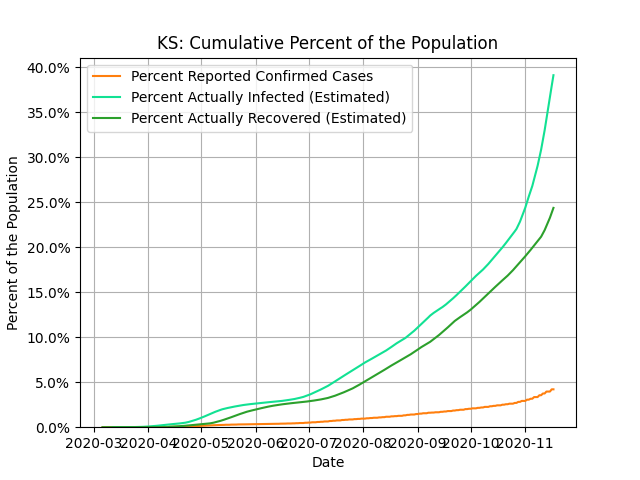 KS: Cumulative Percent of the Population
Percent Reported Confirmed Cases
Percent Actually Infected (Estimated)
Percent Actually Recovered (Estimated)
40.0%
35.0%
30.0%
25.0%
20.0%
15.0%
10.0%
5.0%
0.0%
Percent of the Population
2020-03 2020-04 2020-05 2020-06 2020-07 2020-08 2020-09 2020-10 2020-11
Date